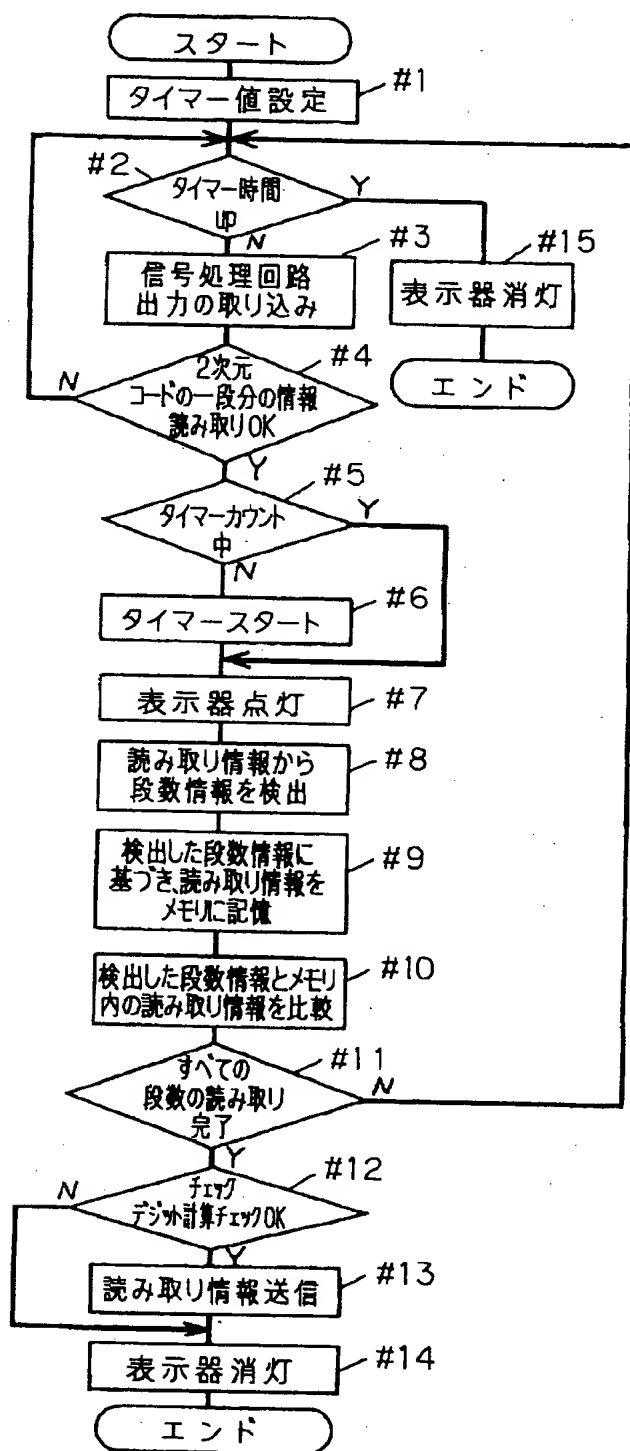 スタート
タイマー値設定
#1
#2
タイマー時間
up
Y
N
#3
信号処理回路
出力の取り込み
#15
表示器消灯
エンド
#4
2次元
コードの一段分の情報
読み取りOK
N
Y
#5
タイマーカウント
中
Y
N
#6
タイマースタート
表示器点灯
#7
読み取り情報から
段数情報を検出
#8
検出した段数情報に
基づき、読み取り情報を
メモリに記憶
#9
検出した段数情報とメモリ
内の読み取り情報を比較
#10
#11
すべての
段数の読み取り
完了
N
Y
#12
チェック
デジット計算チェックOK
N
Y
読み取り情報送信
#13
表示器消灯
#14
エンド